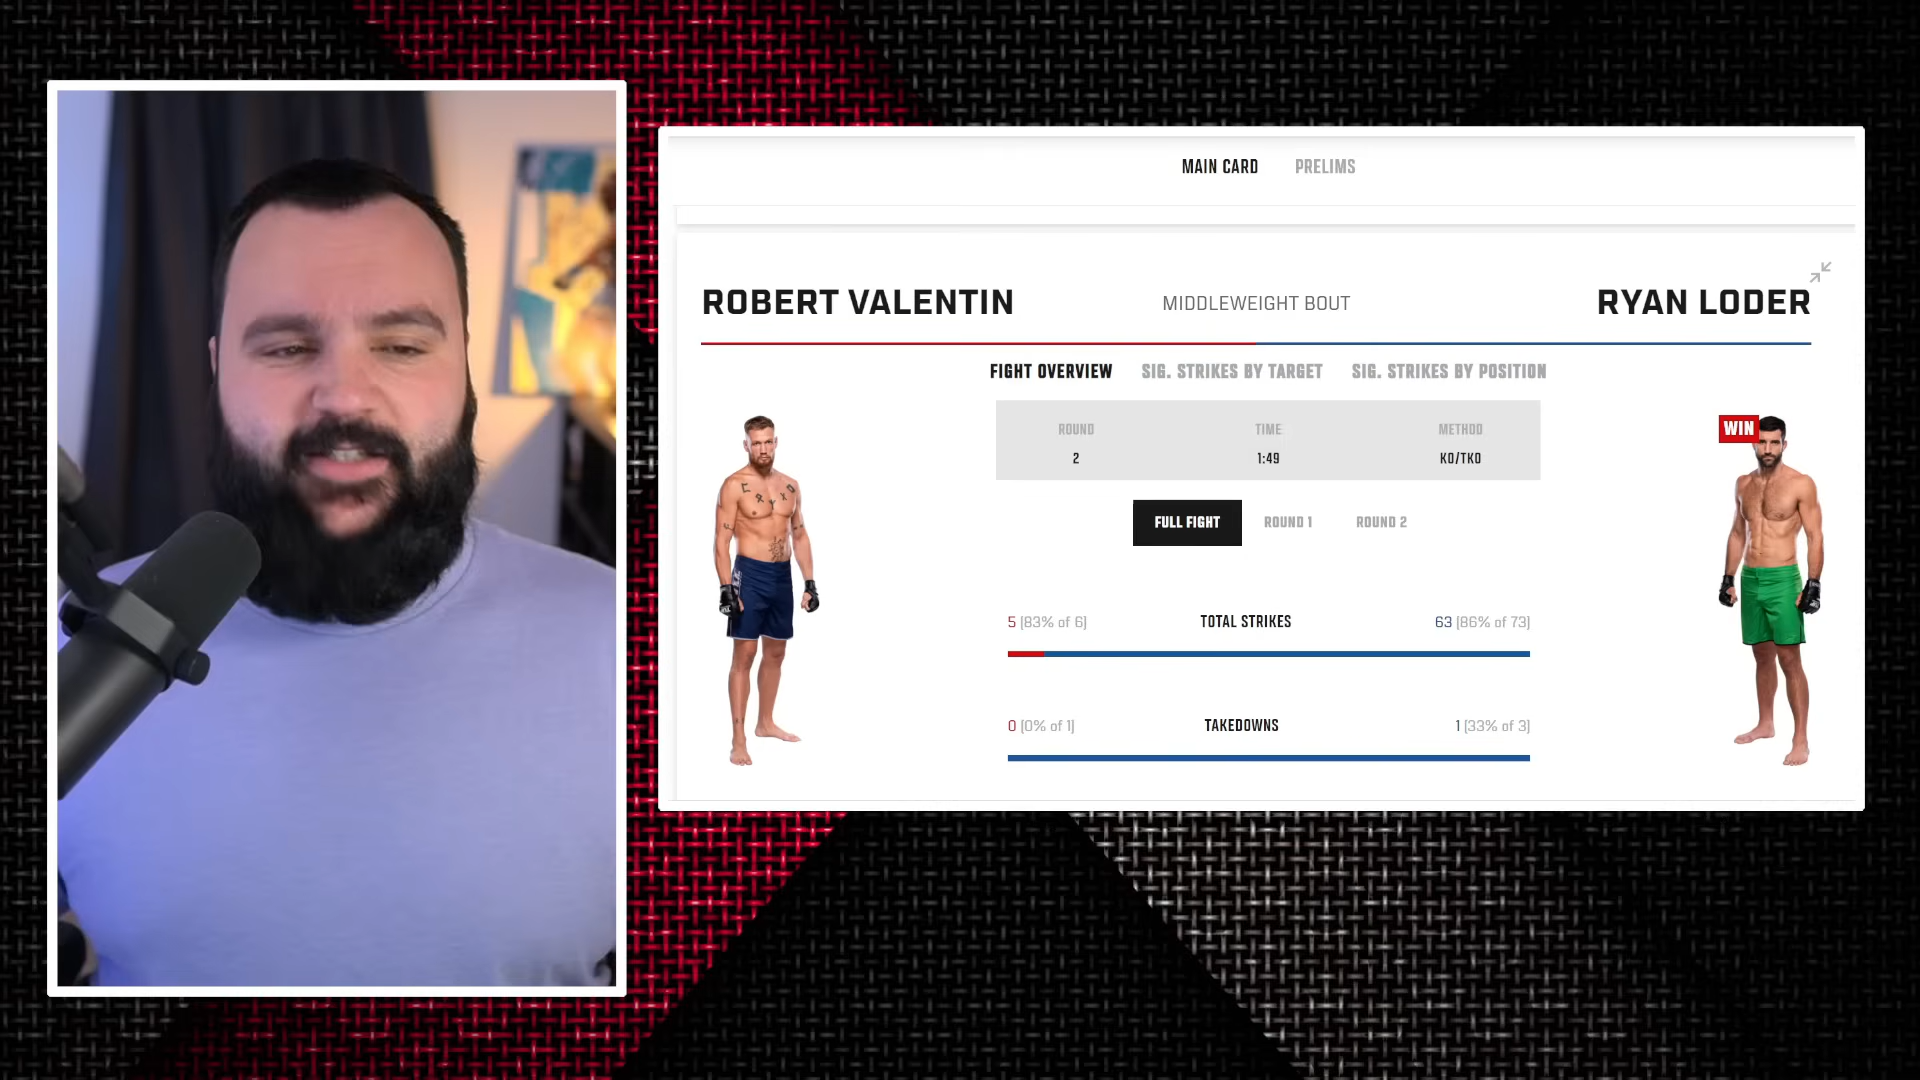 MAIN CARD PRELIMS
ROBERT VALENTIN MIDDLEWEIGHT BOUT RYAN LODER
FIGHT OVERVIEW SIG. STRIKES BY TARGET SIG. STRIKES BY POSITION
WIN
ROUND TIME METHOD
2 1:49 KO/TKO
FULL FIGHT ROUND 1 ROUND 2
5 [83% of 6] TOTAL STRIKES 63 [86% of 73]
0 [0% of 1] TAKEDOWNS 1 [33% of 3]